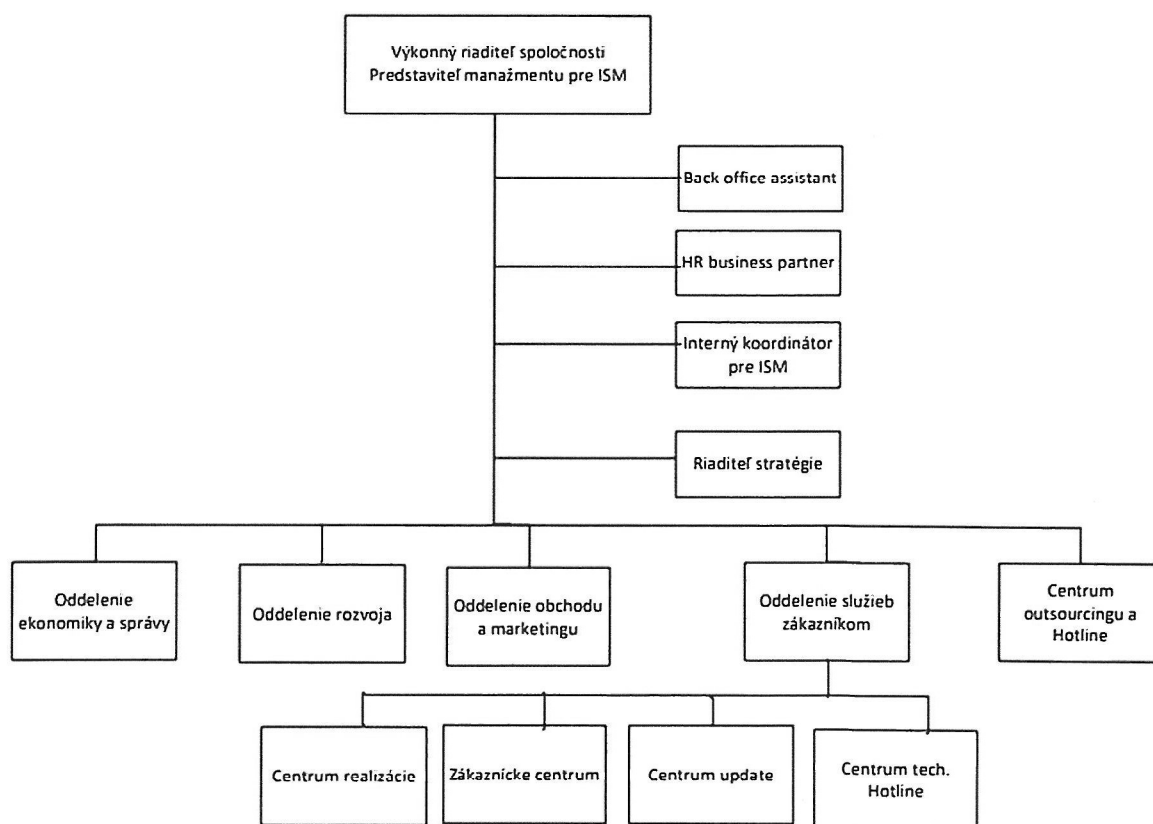 Výkonný riaditeľ spoločnosti
Predstaviteľ manažmentu pre ISM
Back office assistant
HR business partner
Interný koordinátor
pre ISM
Riaditeľ stratégie
Oddelenie
ekonomiky a správy
Oddelenie rozvoja
Oddelenie obchodu
a marketingu
Oddelenie služieb
zákazníkom
Centrum
outsourcingu a
Hotline
Centrum realizácie
Zákaznícke centrum
Centrum update
Centrum tech.
Hotline